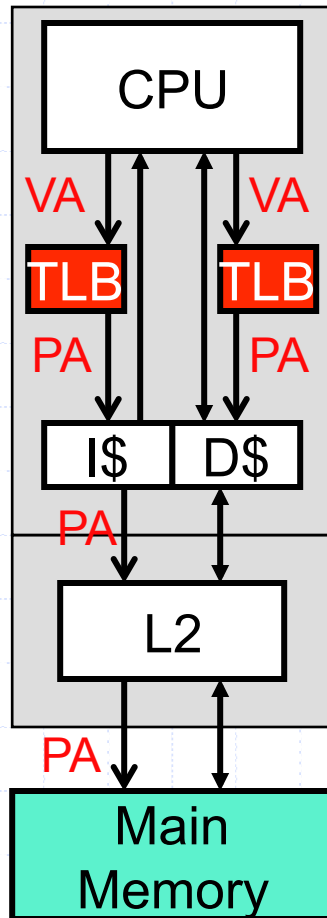 CPU
VA VA
TLB TLB
PA PA
I$ D$
PA
L2
PA
Main
Memory